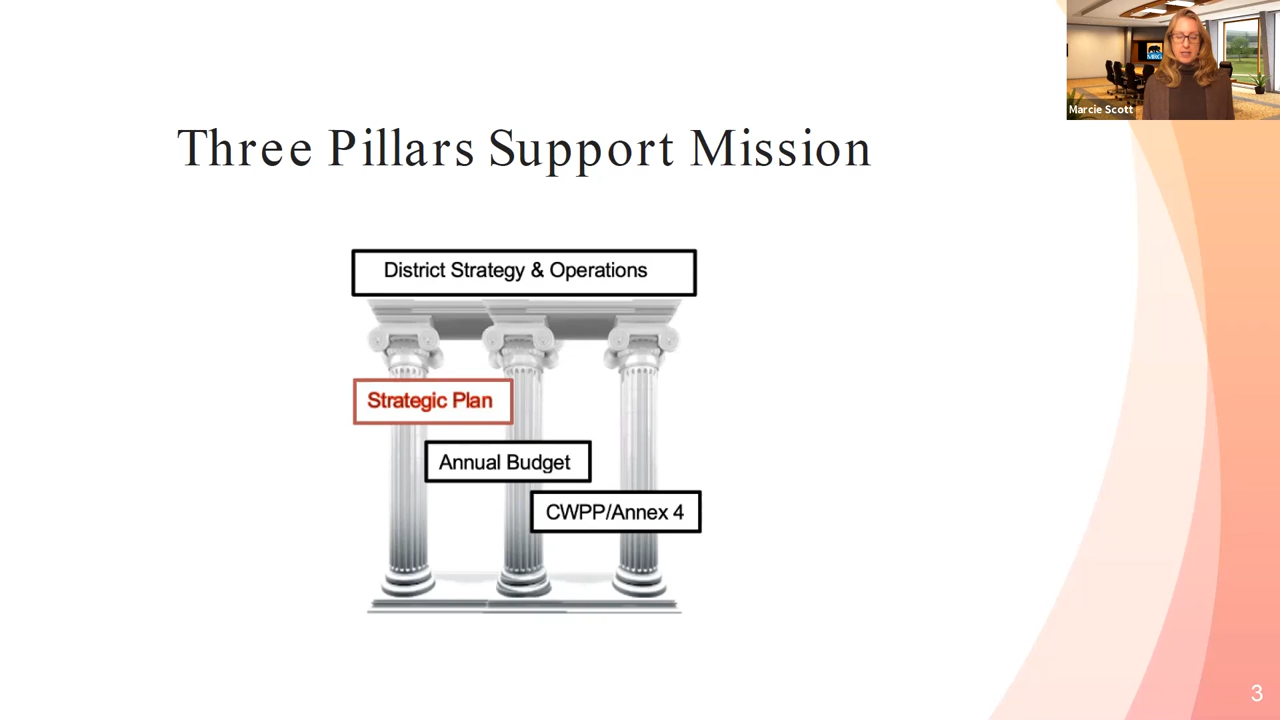 Marcie Scott
Three Pillars Support Mission
District Strategy & Operations
Strategic Plan
Annual Budget
CWPP/Annex 4
3